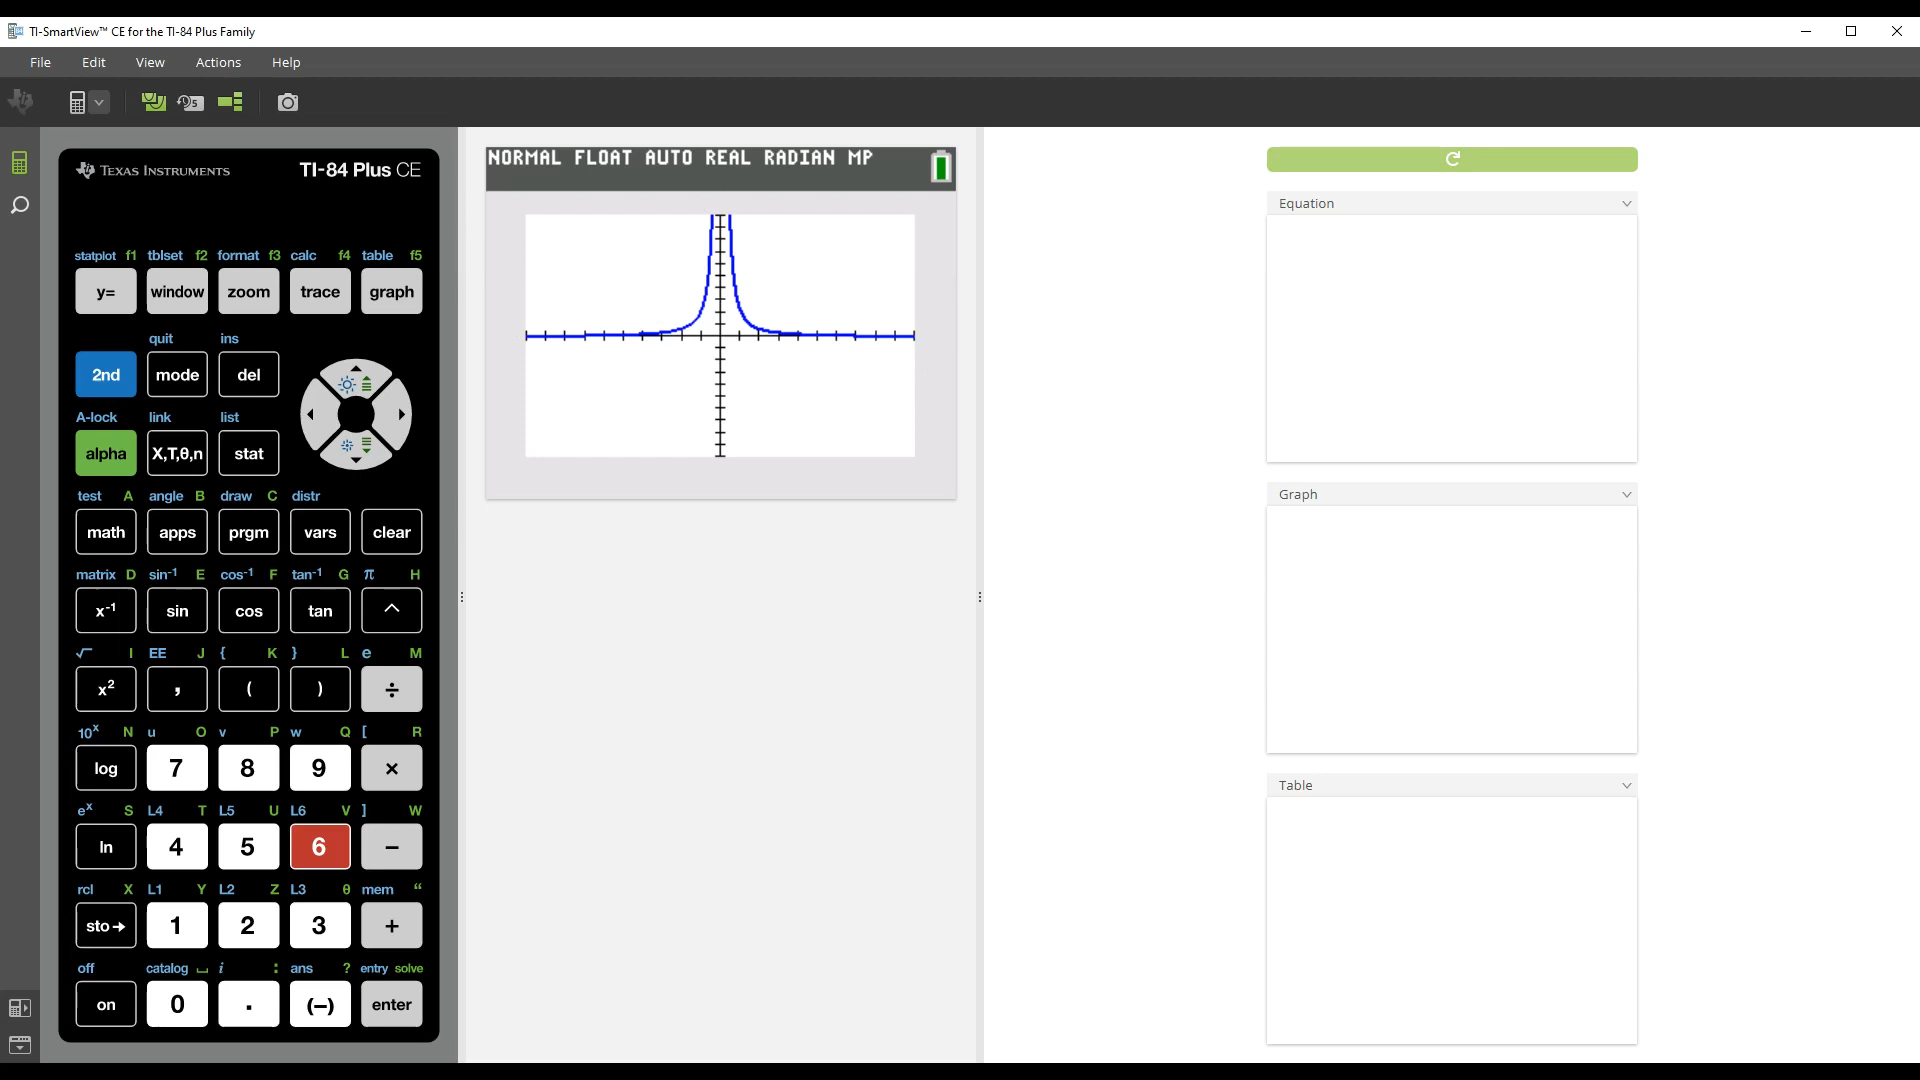 TI-SmartView™ CE for the TI-84 Plus Family
File Edit View Actions Help
5
TEXAS INSTRUMENTS TI-84 Plus CE
statplot f1 tblset f2 format f3 calc f4 table f5
y= window zoom trace graph
quit ins
2nd mode del
A-lock link list
alpha X,T,θ,n stat
test A angle B draw C distr
math apps prgm vars clear
matrix D sin⁻¹ E cos⁻¹ F tan⁻¹ G π H
x⁻¹ sin cos tan ^
√ I EE J { K } L e M
x² , ( ) ÷
10ˣ N u O v P w Q [ R
log 7 8 9 ×
eˣ S L4 T L5 U L6 V ] W
ln 4 5 6 −
rcl X L1 Y L2 Z L3 θ mem “
sto→ 1 2 3 +
off catalog ⎵ i : ans ? entry solve
on 0 . (−) enter
NORMAL FLOAT AUTO REAL RADIAN MP
Equation
Graph
Table